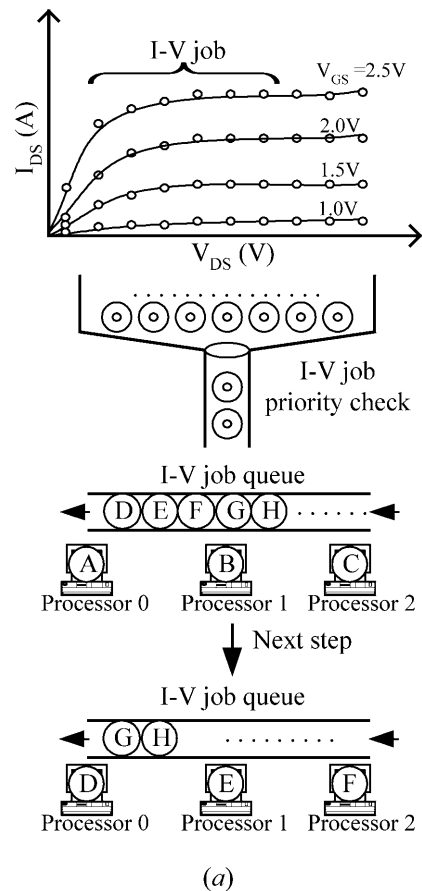 I-V job
V_GS =2.5V
2.0V
1.5V
1.0V
I_DS (A)
V_DS (V)
I-V job
priority check
I-V job queue
D E F G H
A B C
Processor 0 Processor 1 Processor 2
Next step
I-V job queue
G H
D E F
Processor 0 Processor 1 Processor 2
(a)